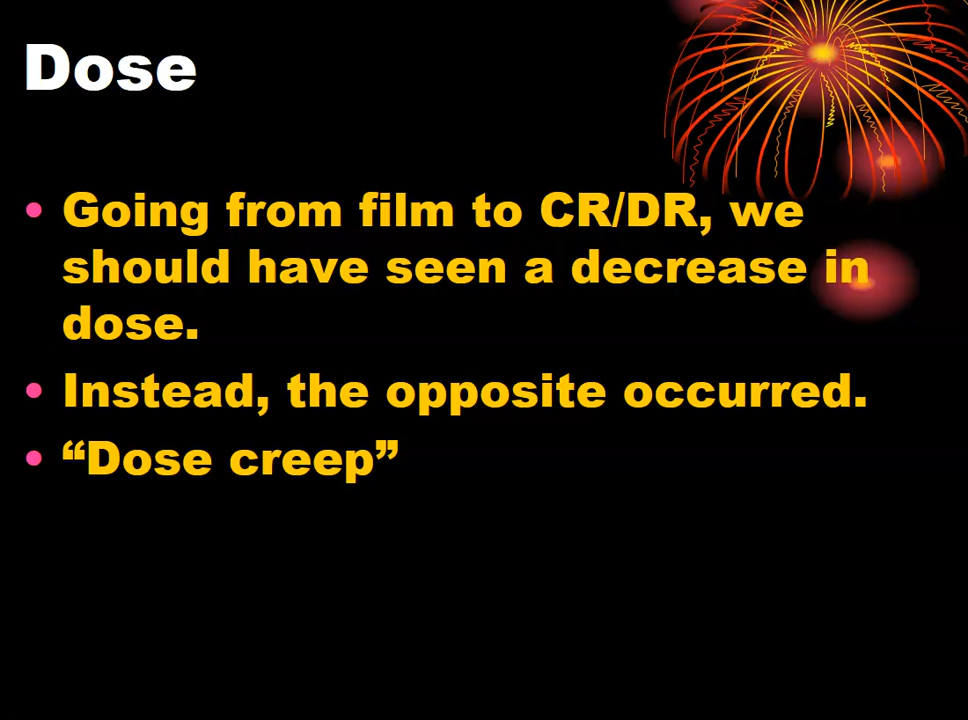 Dose
• Going from film to CR/DR, we
should have seen a decrease in
dose.
• Instead, the opposite occurred.
• “Dose creep”